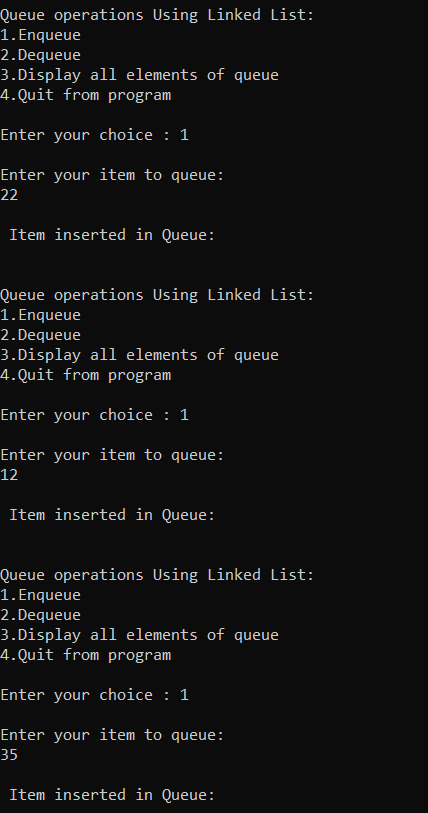 Queue operations Using Linked List:
1.Enqueue
2.Dequeue
3.Display all elements of queue
4.Quit from program
Enter your choice : 1
Enter your item to queue:
22
Item inserted in Queue:
Queue operations Using Linked List:
1.Enqueue
2.Dequeue
3.Display all elements of queue
4.Quit from program
Enter your choice : 1
Enter your item to queue:
12
Item inserted in Queue:
Queue operations Using Linked List:
1.Enqueue
2.Dequeue
3.Display all elements of queue
4.Quit from program
Enter your choice : 1
Enter your item to queue:
35
Item inserted in Queue: